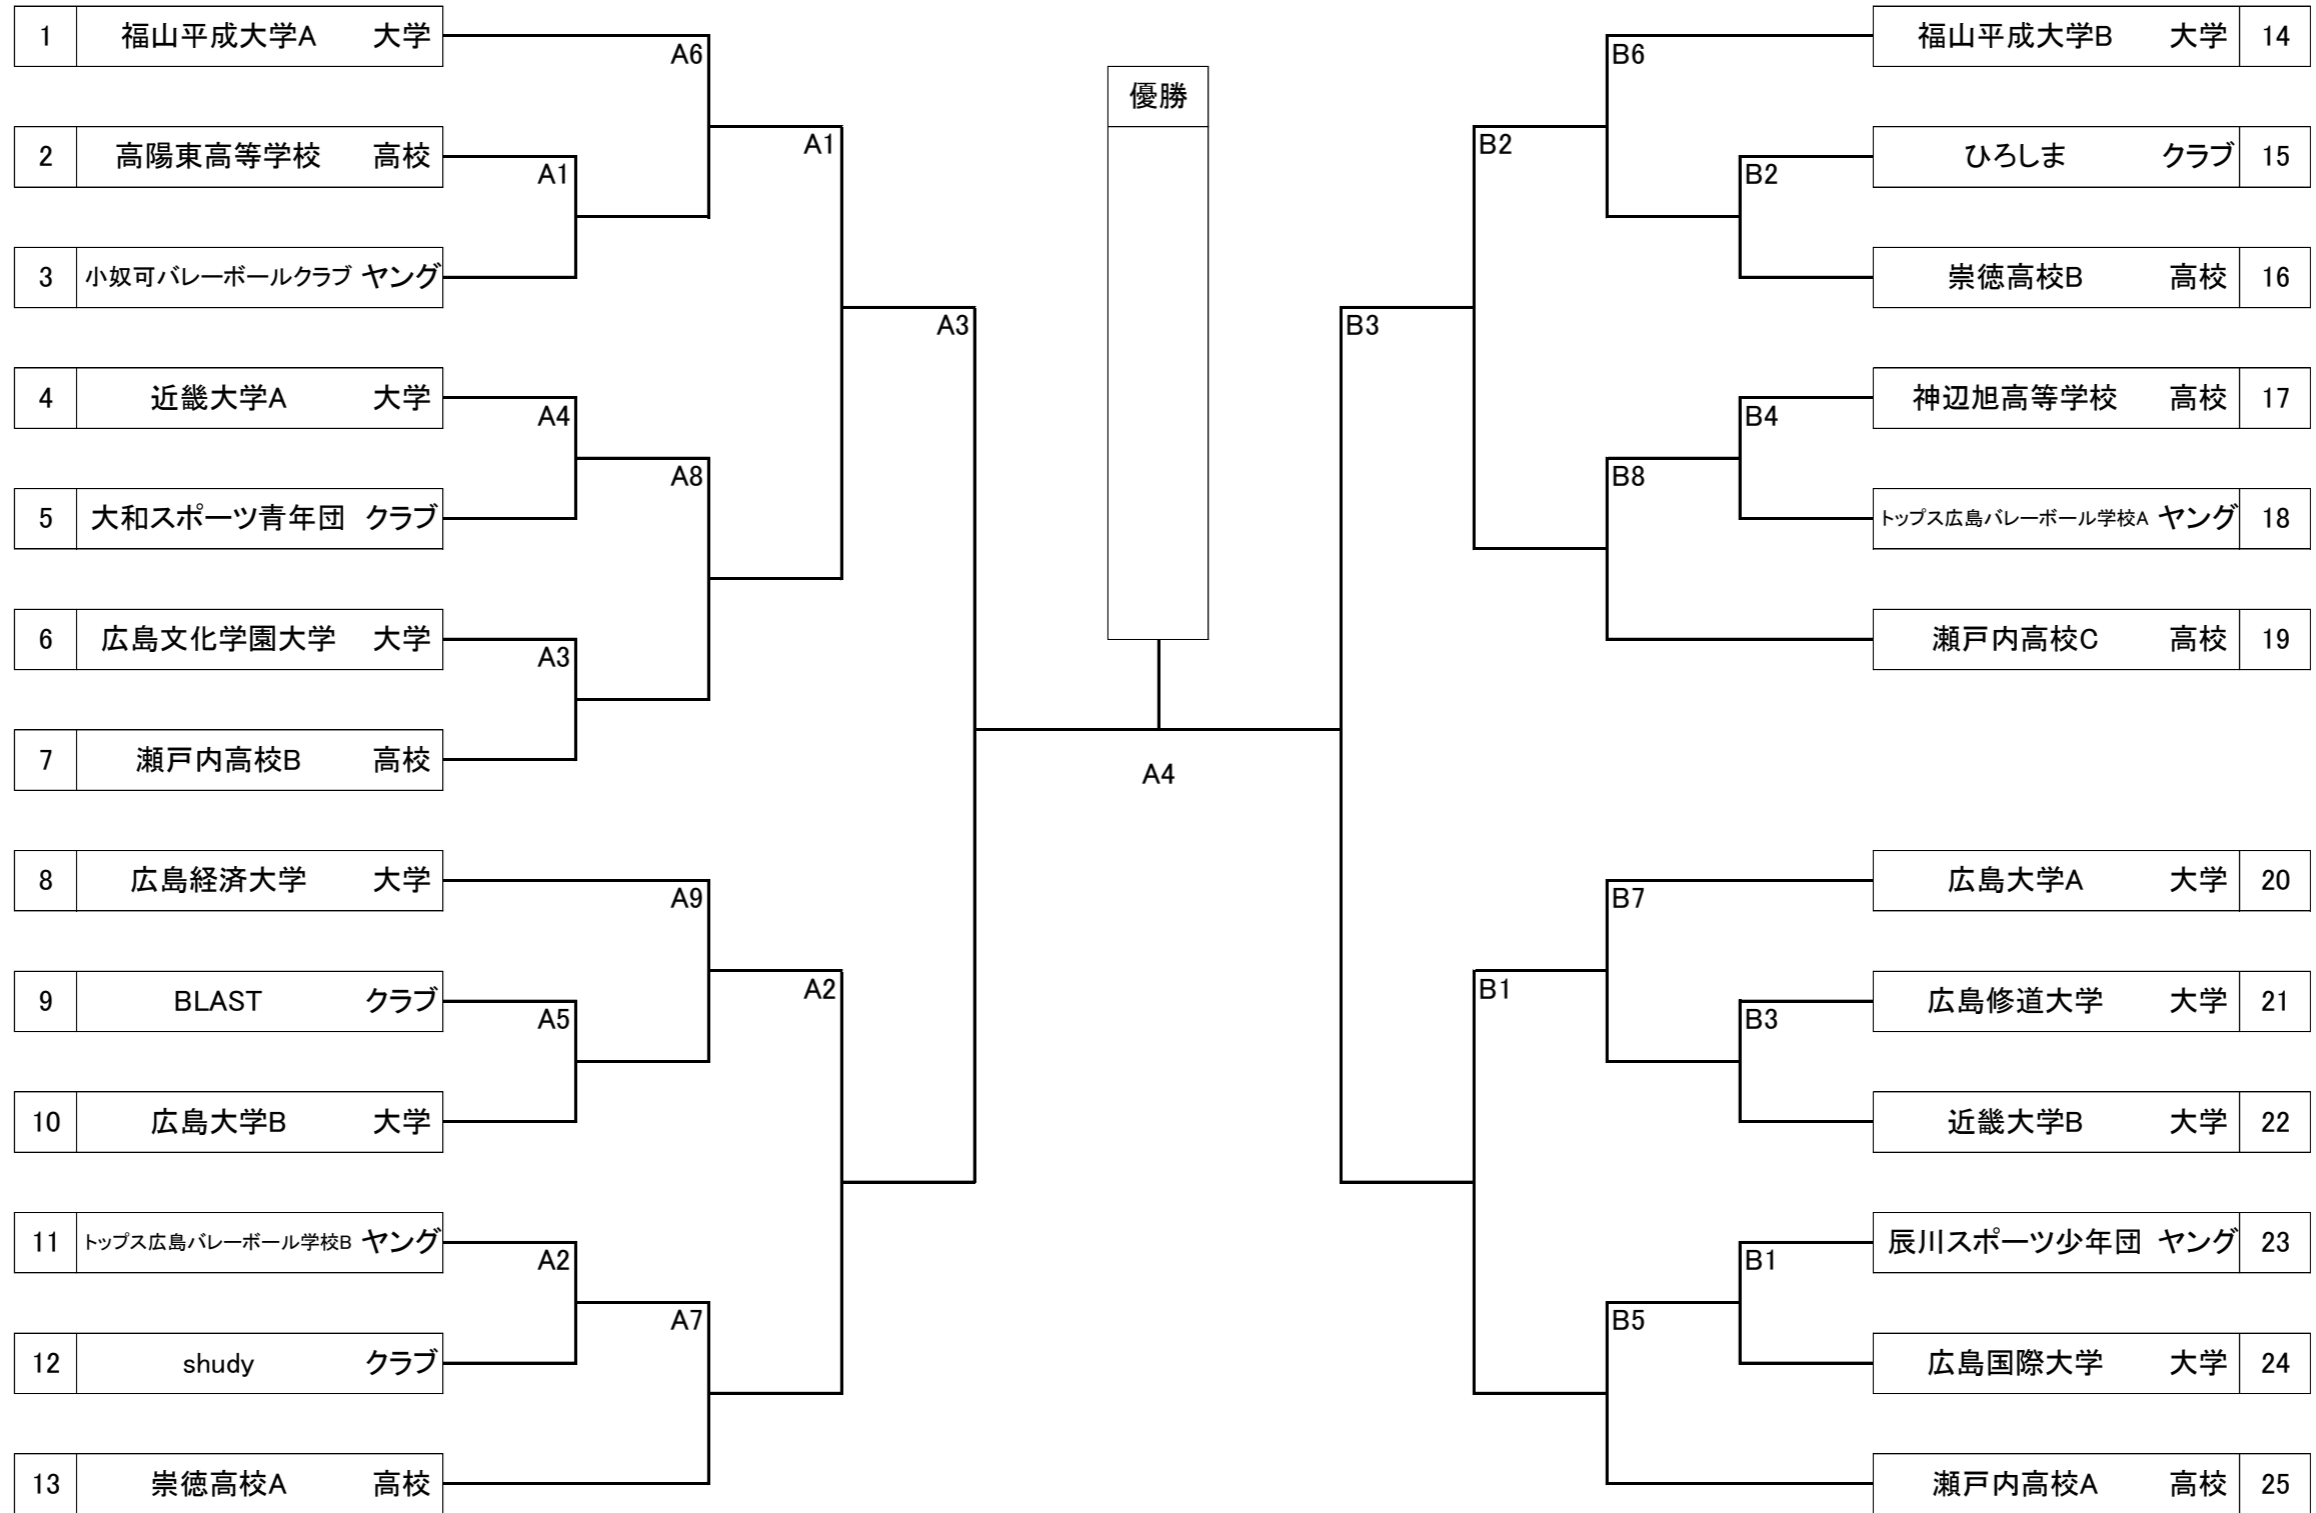 1 福山平成大学A 大学
A6
2 高陽東高等学校 高校
A1
A1
3 小奴可バレーボールクラブ ヤング
A3
4 近畿大学A 大学
A4
A8
5 大和スポーツ青年団 クラブ
6 広島文化学園大学 大学
A3
7 瀬戸内高校B 高校
8 広島経済大学 大学
A9
9 BLAST クラブ
A2
A5
10 広島大学B 大学
11 トップス広島バレーボール学校B ヤング
A2
A7
12 shudy クラブ
13 崇徳高校A 高校
優勝
A4
福山平成大学B 大学 14
B6
B2
ひろしま クラブ 15
B2
崇徳高校B 高校 16
B3
神辺旭高等学校 高校 17
B4
B8
トップス広島バレーボール学校A ヤング 18
瀬戸内高校C 高校 19
広島大学A 大学 20
B7
B1
広島修道大学 大学 21
B3
近畿大学B 大学 22
辰川スポーツ少年団 ヤング 23
B1
B5
広島国際大学 大学 24
瀬戸内高校A 高校 25